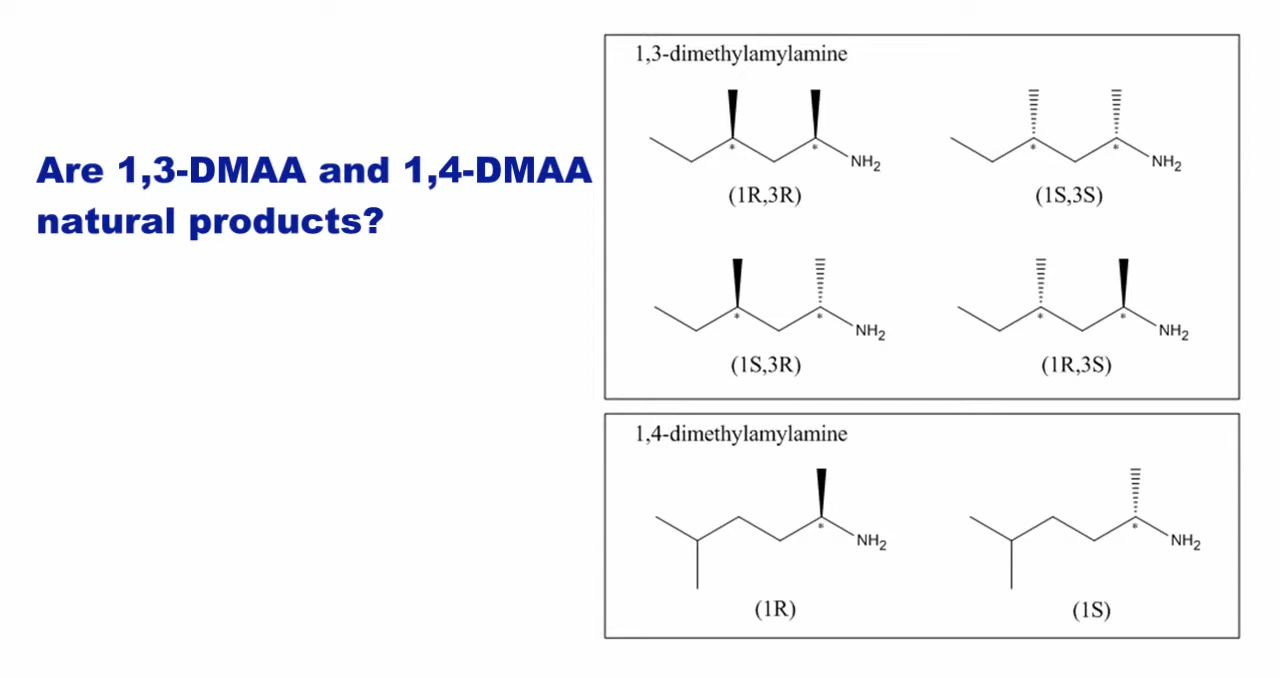 Are 1,3-DMAA and 1,4-DMAA
natural products?
1,3-dimethylamylamine
*
*
NH2
(1R,3R)
*
*
NH2
(1S,3S)
*
*
NH2
(1S,3R)
*
*
NH2
(1R,3S)
1,4-dimethylamylamine
*
NH2
(1R)
*
NH2
(1S)